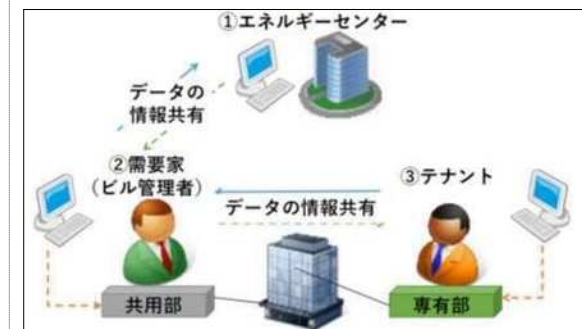 ①エネルギーセンター
データの
情報共有
②需要家
（ビル管理者）
③テナント
データの情報共有
共用部
専有部